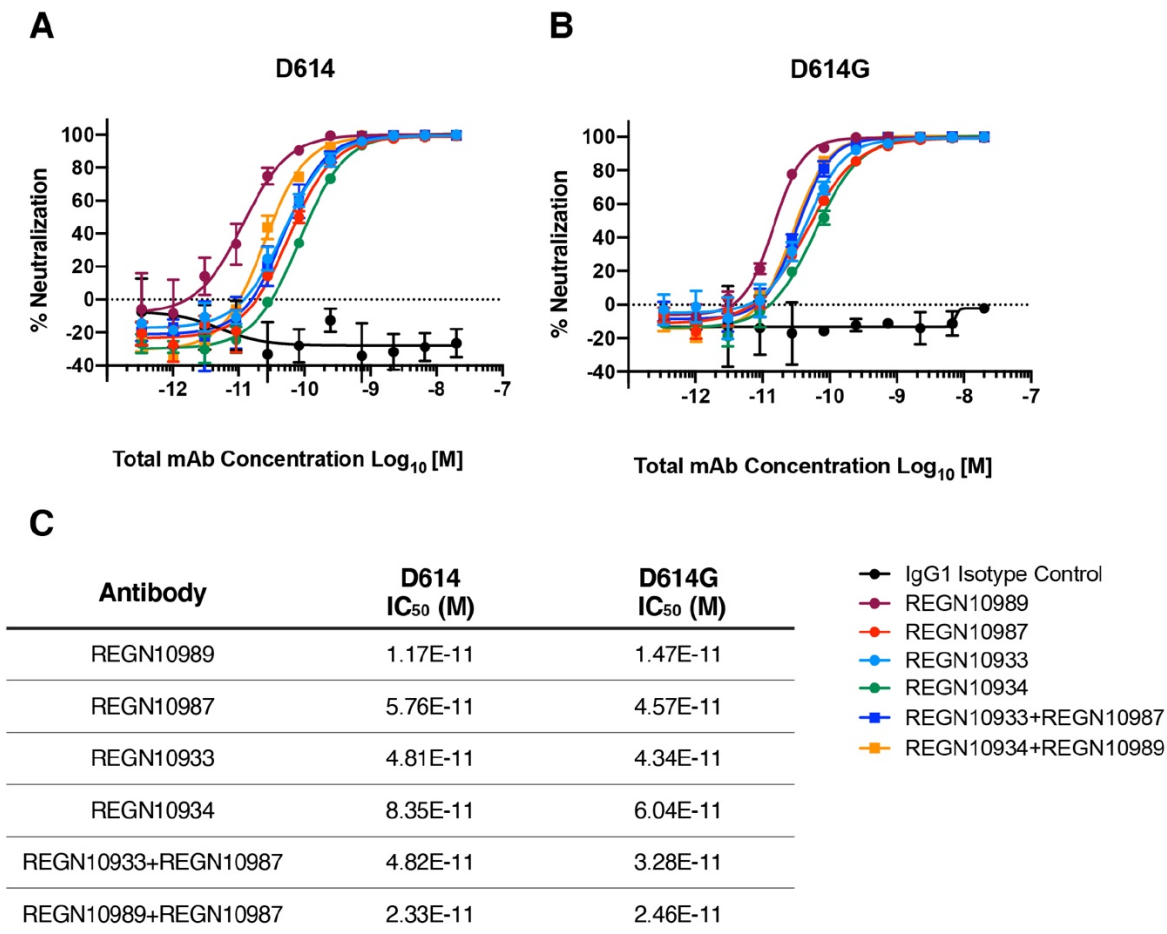 A
B
D614
D614G
% Neutralization
100
80
60
40
20
0
-20
-40
-12
-11
-10
-9
-8
-7
Total mAb Concentration Log10 [M]
% Neutralization
100
80
60
40
20
0
-20
-40
-12
-11
-10
-9
-8
-7
Total mAb Concentration Log10 [M]
C
Antibody D614 IC50 (M) D614G IC50 (M)
REGN10989 1.17E-11 1.47E-11
REGN10987 5.76E-11 4.57E-11
REGN10933 4.81E-11 4.34E-11
REGN10934 8.35E-11 6.04E-11
REGN10933+REGN10987 4.82E-11 3.28E-11
REGN10989+REGN10987 2.33E-11 2.46E-11
IgG1 Isotype Control
REGN10989
REGN10987
REGN10933
REGN10934
REGN10933+REGN10987
REGN10934+REGN10989